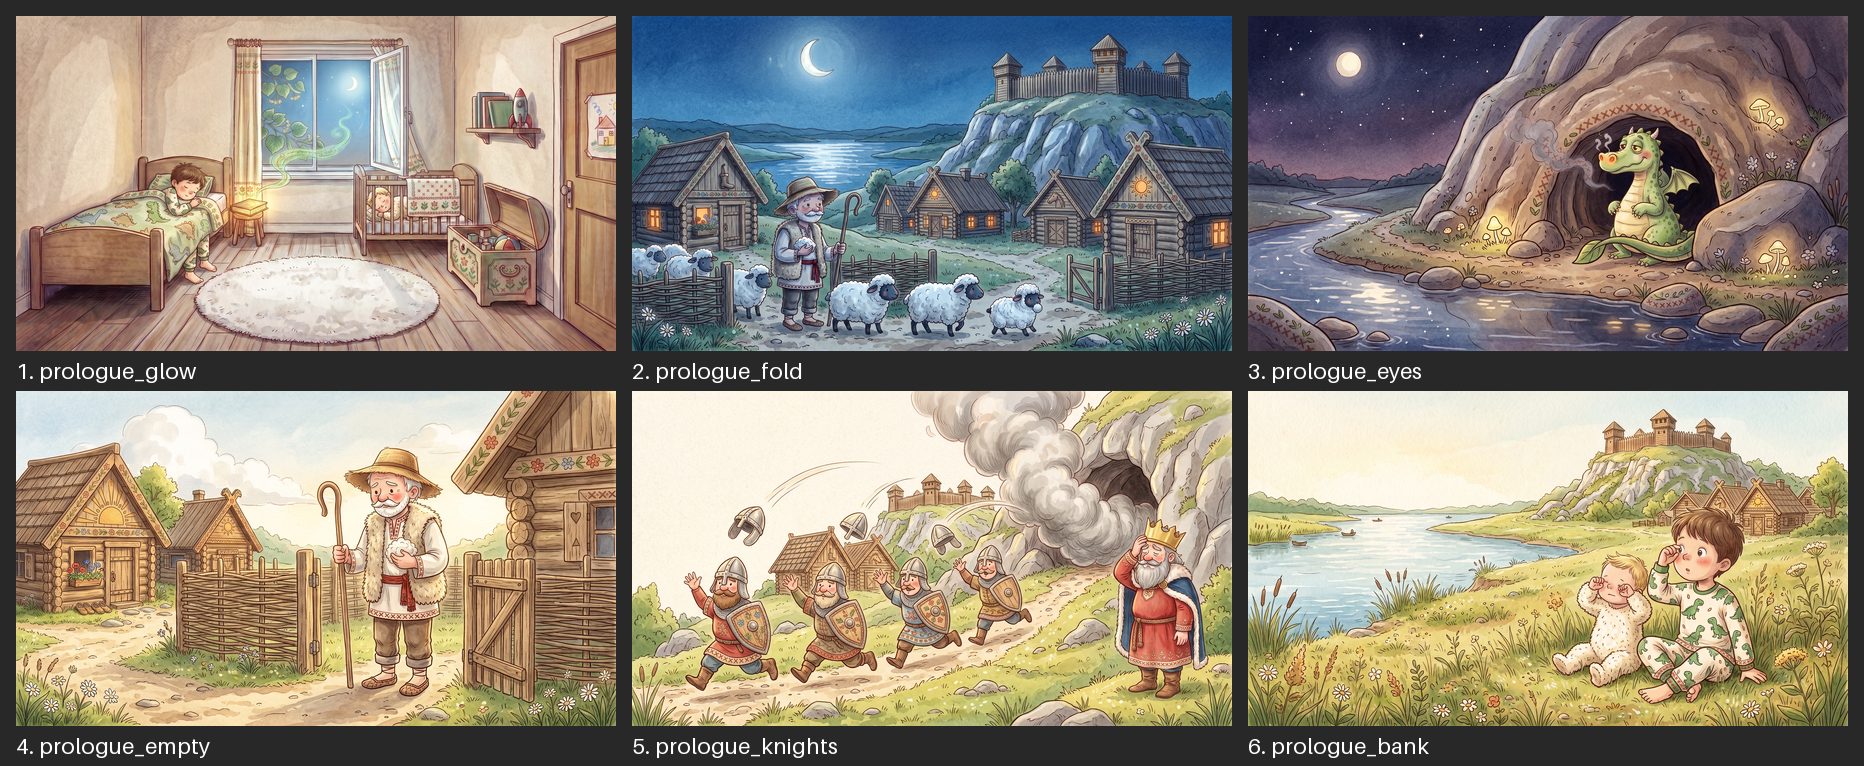 1. prologue_glow
2. prologue_fold
3. prologue_eyes
4. prologue_empty
5. prologue_knights
6. prologue_bank